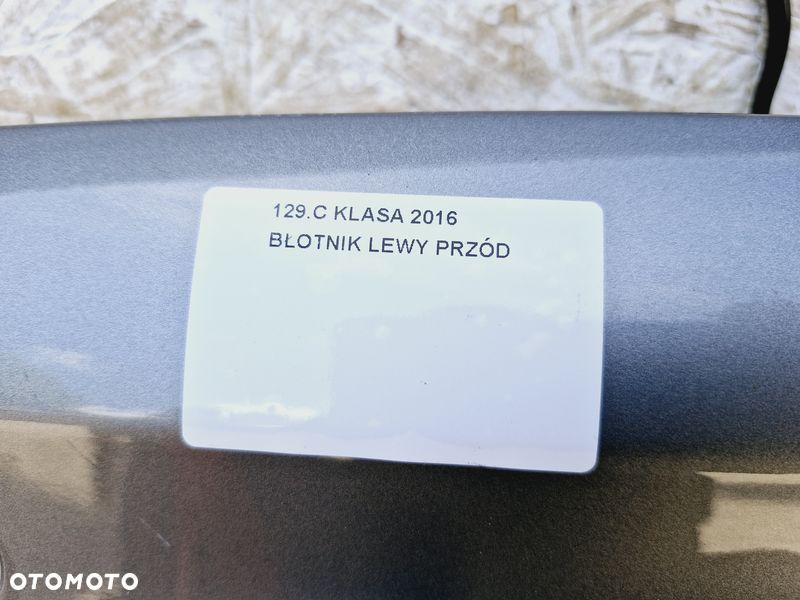 129.C KLASA 2016
BŁOTNIK LEWY PRZÓD
OTOMOTO